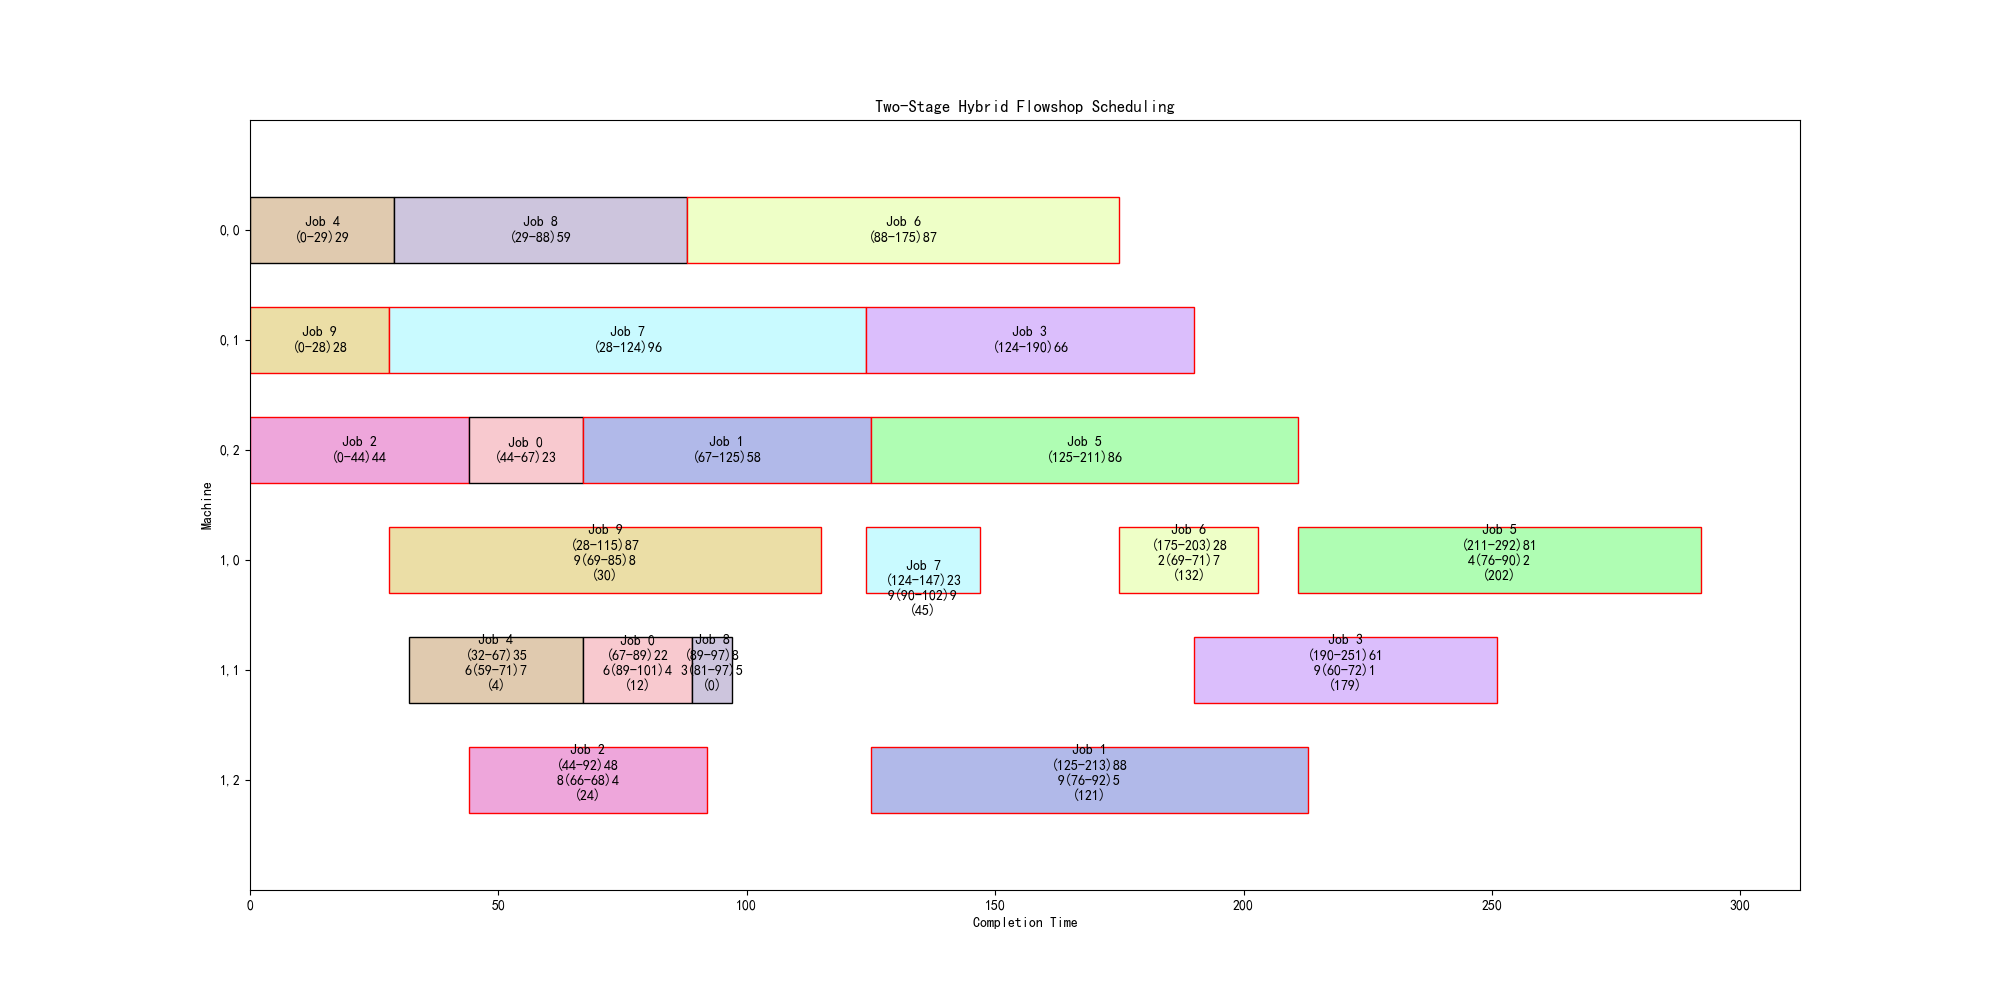 Two-Stage Hybrid Flowshop Scheduling
0,0
Job 4
(0-29)29
Job 8
(29-88)59
Job 6
(88-175)87
0,1
Job 9
(0-28)28
Job 7
(28-124)96
Job 3
(124-190)66
0,2
Job 2
(0-44)44
Job 0
(44-67)23
Job 1
(67-125)58
Job 5
(125-211)86
Machine
1,0
Job 9
(28-115)87
9(69-85)8
(30)
Job 7
(124-147)23
9(90-102)9
(45)
Job 6
(175-203)28
2(69-71)7
(132)
Job 5
(211-292)81
4(76-90)2
(202)
1,1
Job 4
(32-67)35
6(59-71)7
(4)
Job 0
(67-89)22
6(89-101)4
(12)
Job 8
(89-97)8
3(81-97)5
(0)
Job 3
(190-251)61
9(60-72)1
(179)
1,2
Job 2
(44-92)48
8(66-68)4
(24)
Job 1
(125-213)88
9(76-92)5
(121)
0 50 100 150 200 250 300
Completion Time